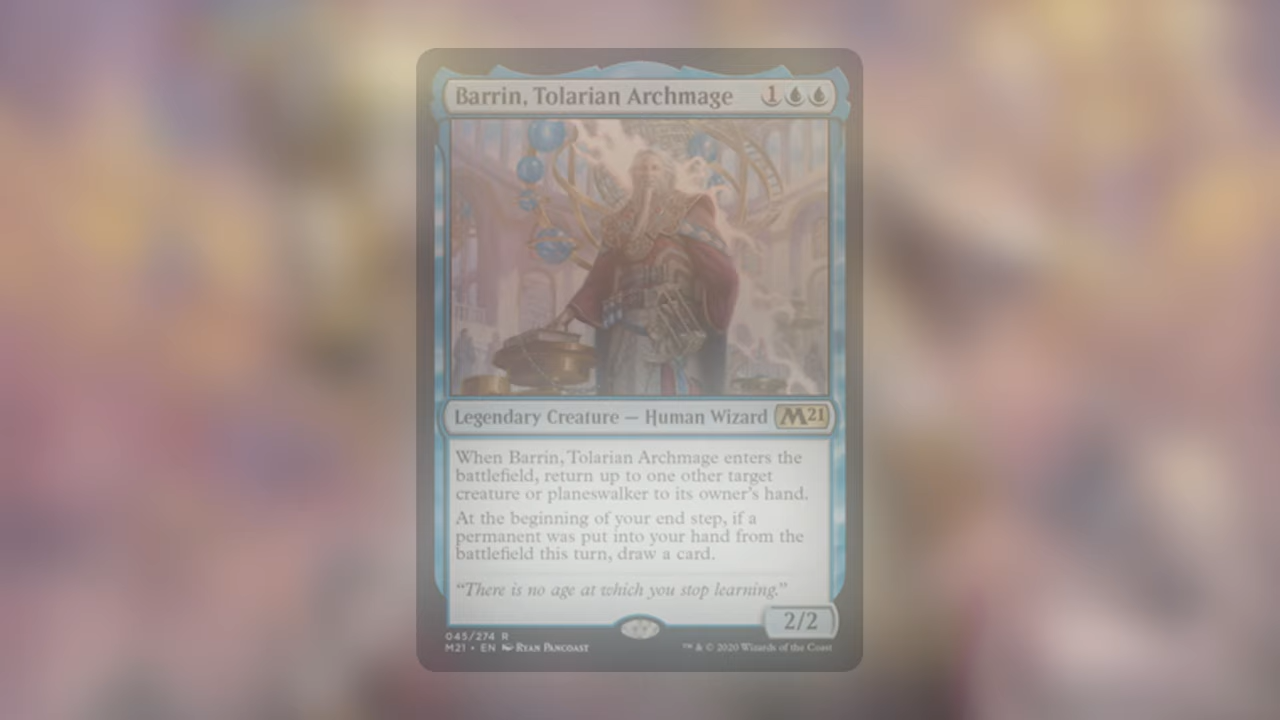 Barrin, Tolarian Archmage 1
Legendary Creature — Human Wizard M21
When Barrin, Tolarian Archmage enters the
battlefield, return up to one other target
creature or planeswalker to its owner's hand.
At the beginning of your end step, if a
permanent was put into your hand from the
battlefield this turn, draw a card.
"There is no age at which you stop learning."
2/2
045/274 R
M21 • EN Ryan Pancoast
™ & © 2020 Wizards of the Coast